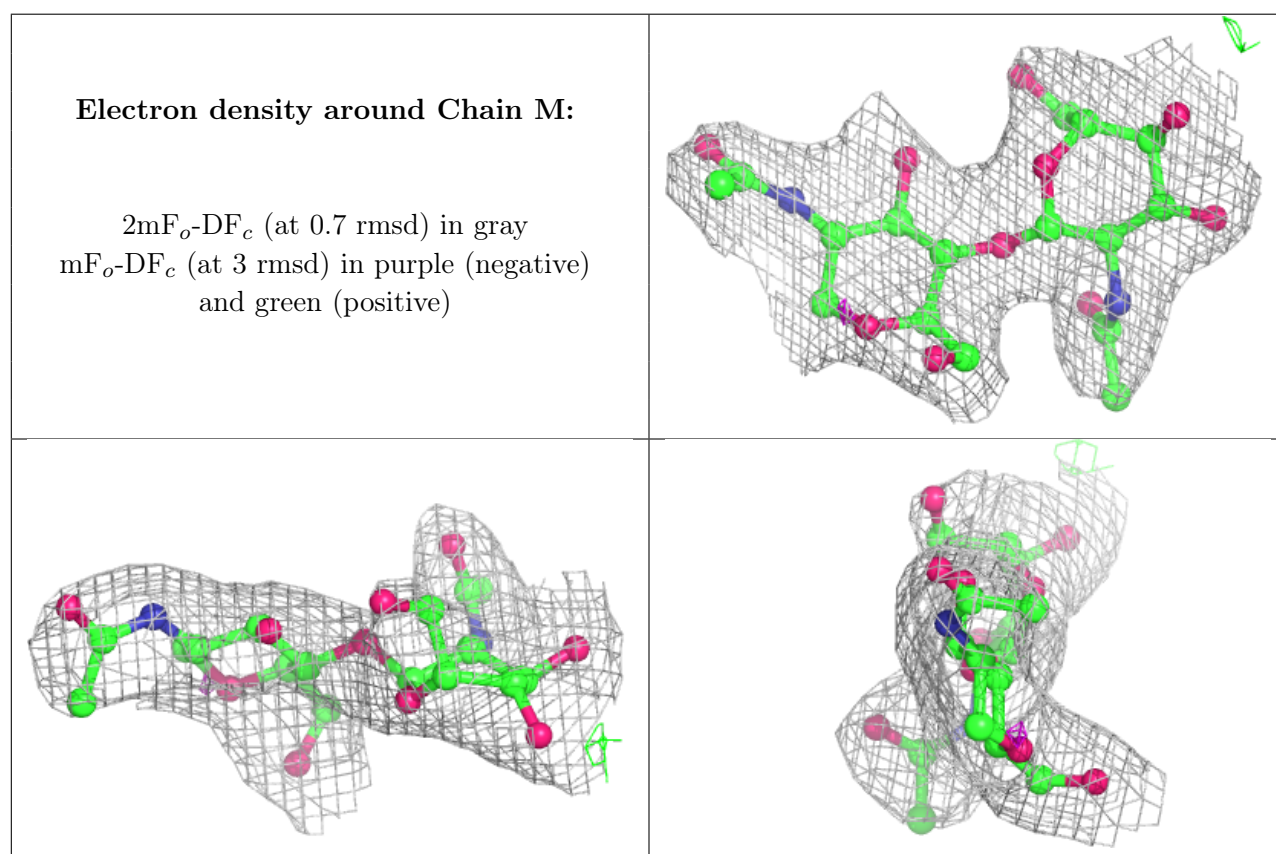 Electron density around Chain M:
2mFo-DFc (at 0.7 rmsd) in gray
mFo-DFc (at 3 rmsd) in purple (negative)
and green (positive)